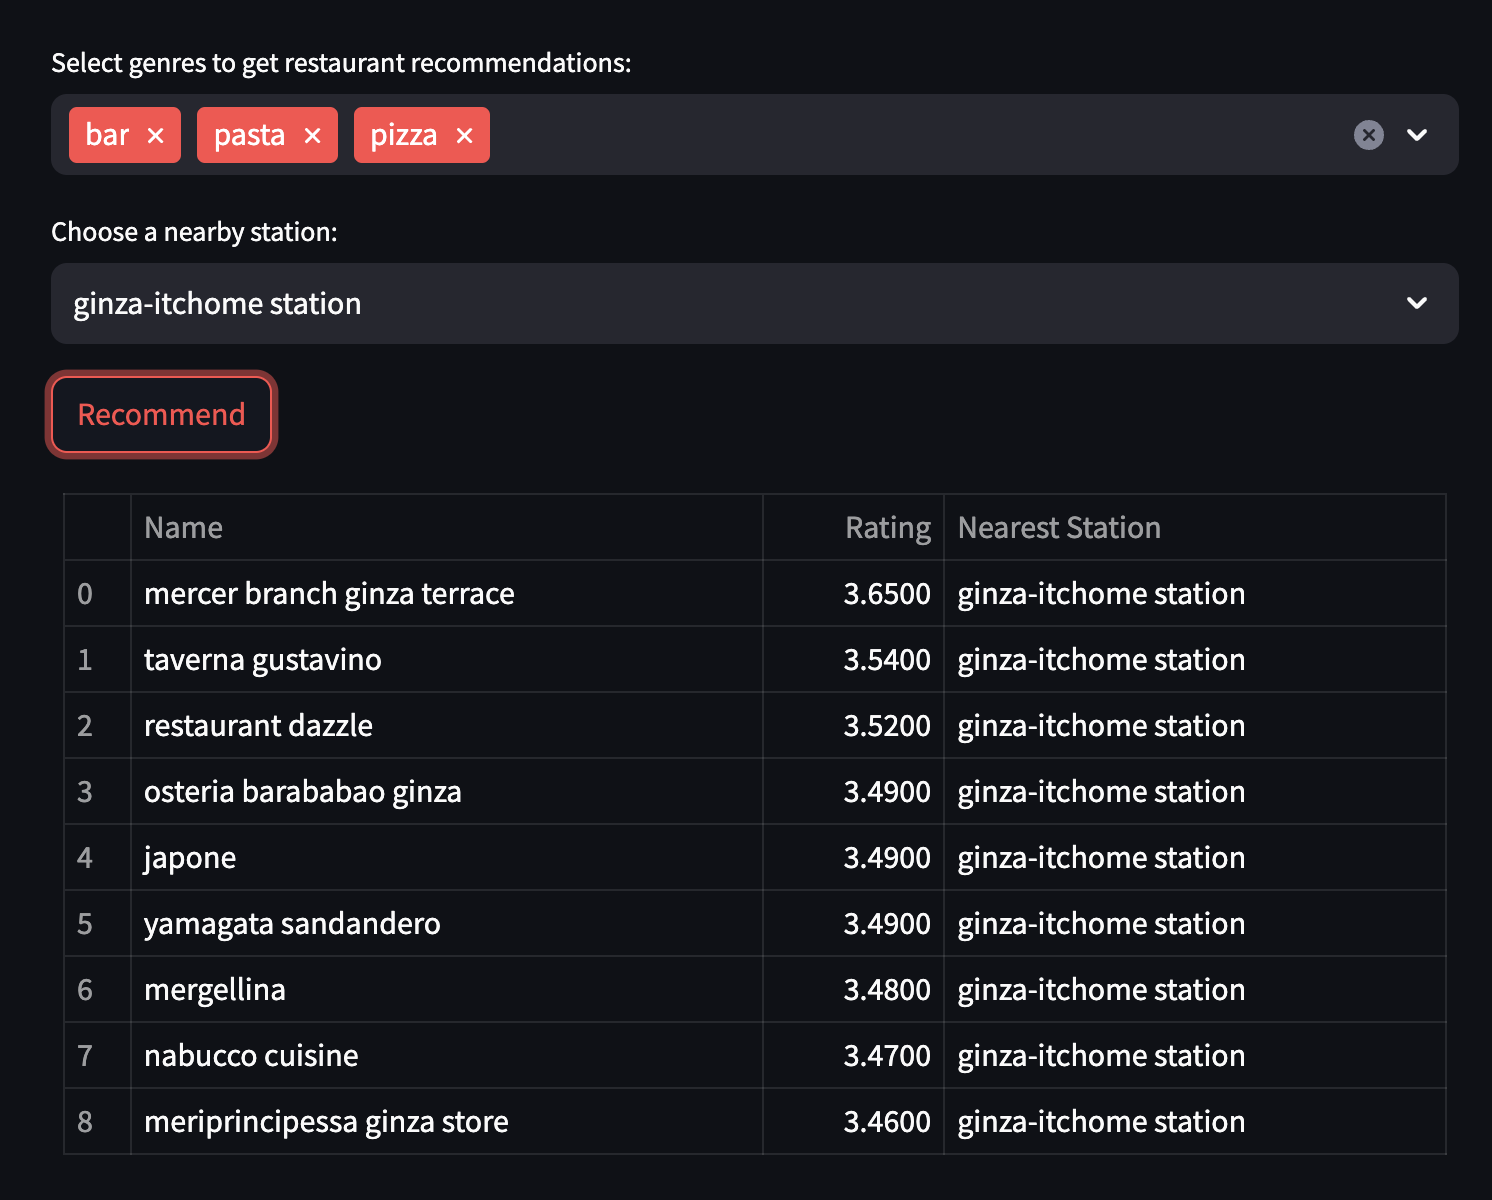 Select genres to get restaurant recommendations:
bar pasta pizza
Choose a nearby station:
ginza-itchome station
Recommend
Name Rating Nearest Station
0 mercer branch ginza terrace 3.6500 ginza-itchome station
1 taverna gustavino 3.5400 ginza-itchome station
2 restaurant dazzle 3.5200 ginza-itchome station
3 osteria barababao ginza 3.4900 ginza-itchome station
4 japone 3.4900 ginza-itchome station
5 yamagata sandandero 3.4900 ginza-itchome station
6 mergellina 3.4800 ginza-itchome station
7 nabucco cuisine 3.4700 ginza-itchome station
8 meriprincipessa ginza store 3.4600 ginza-itchome station